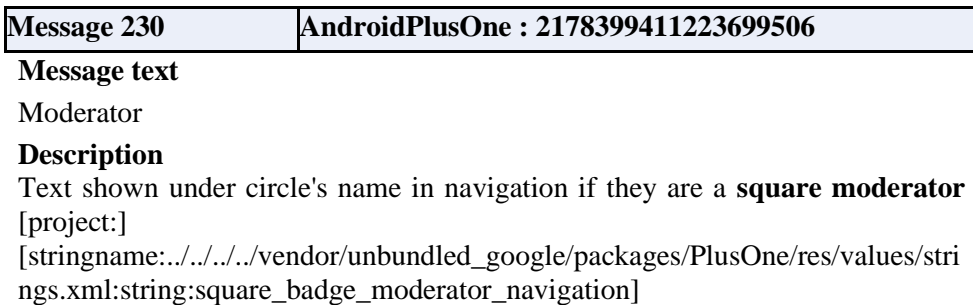 Message 230 AndroidPlusOne : 2178399411223699506
Message text
Moderator
Description
Text shown under circle's name in navigation if they are a square moderator
[project:]
[stringname:../../../../vendor/unbundled_google/packages/PlusOne/res/values/stri
ngs.xml:string:square_badge_moderator_navigation]